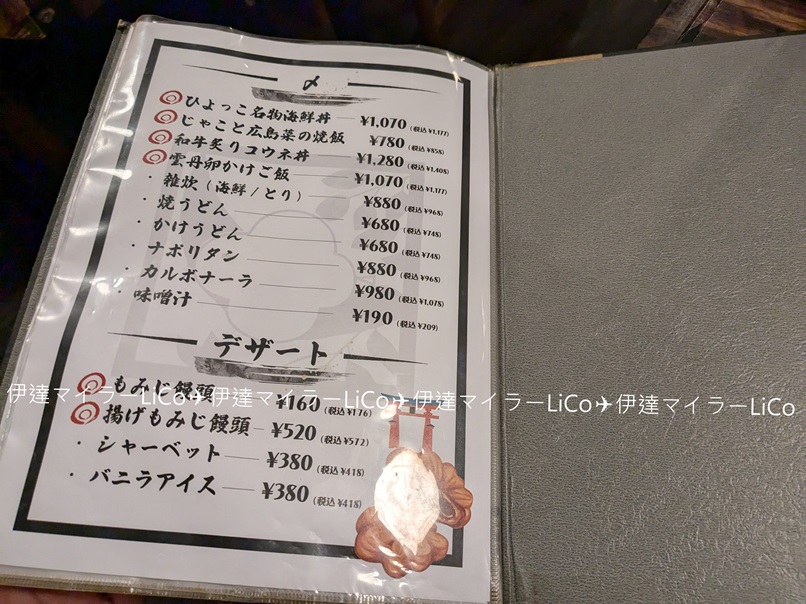 〆
ひよっこ名物海鮮丼 ¥1,070 (税込 ¥1,177)
じゃこと広島菜の焼飯 ¥780 (税込 ¥858)
和牛炙りコウネ丼 ¥1,280 (税込 ¥1,408)
雲丹卵かけご飯 ¥1,070 (税込 ¥1,177)
・雑炊（海鮮/とり） ¥880 (税込 ¥968)
・焼うどん ¥680 (税込 ¥748)
・かけうどん ¥680 (税込 ¥748)
・ナポリタン ¥880 (税込 ¥968)
・カルボナーラ ¥980 (税込 ¥1,078)
・味噌汁 ¥190 (税込 ¥209)
デザート
もみじ饅頭 ¥160 (税込 ¥176)
伊達マイラーLiCo✈伊達マイラーLiCo✈伊達マイラーLiCo✈伊達マイラーLiCo
揚げもみじ饅頭 ¥520 (税込 ¥572)
・シャーベット ¥380 (税込 ¥418)
・バニラアイス ¥380 (税込 ¥418)